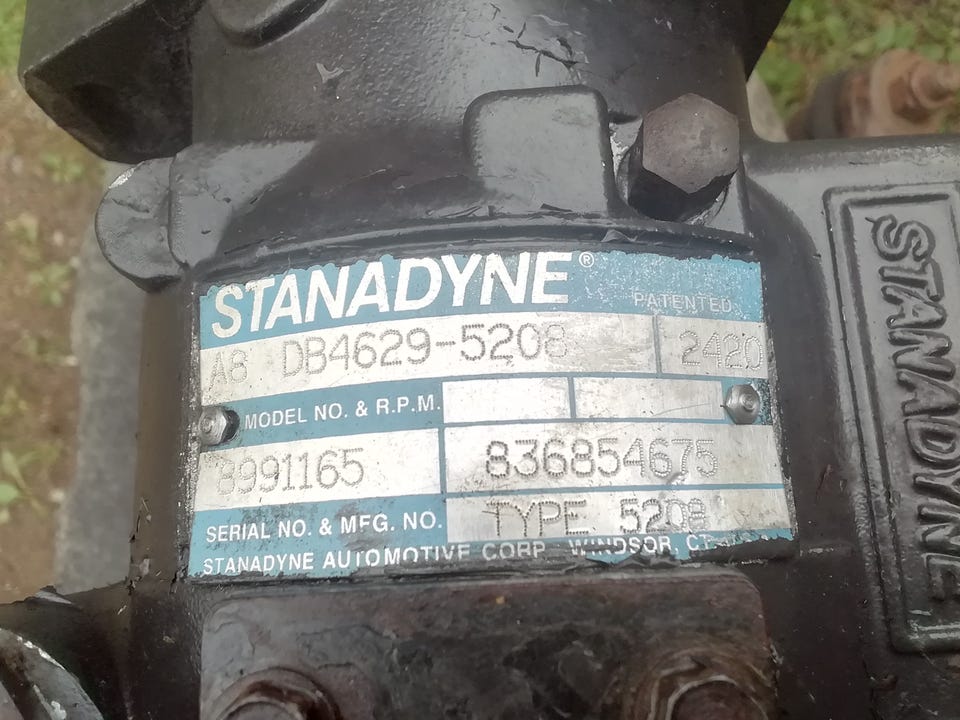 STANADYNE®
PATENTED
A8 DB4629-5208 2420
MODEL NO. & R.P.M.
8991165 836854675
SERIAL NO. & MFG. NO. TYPE 5208
STANADYNE AUTOMOTIVE CORP WINDSOR, CT
STANADYNE